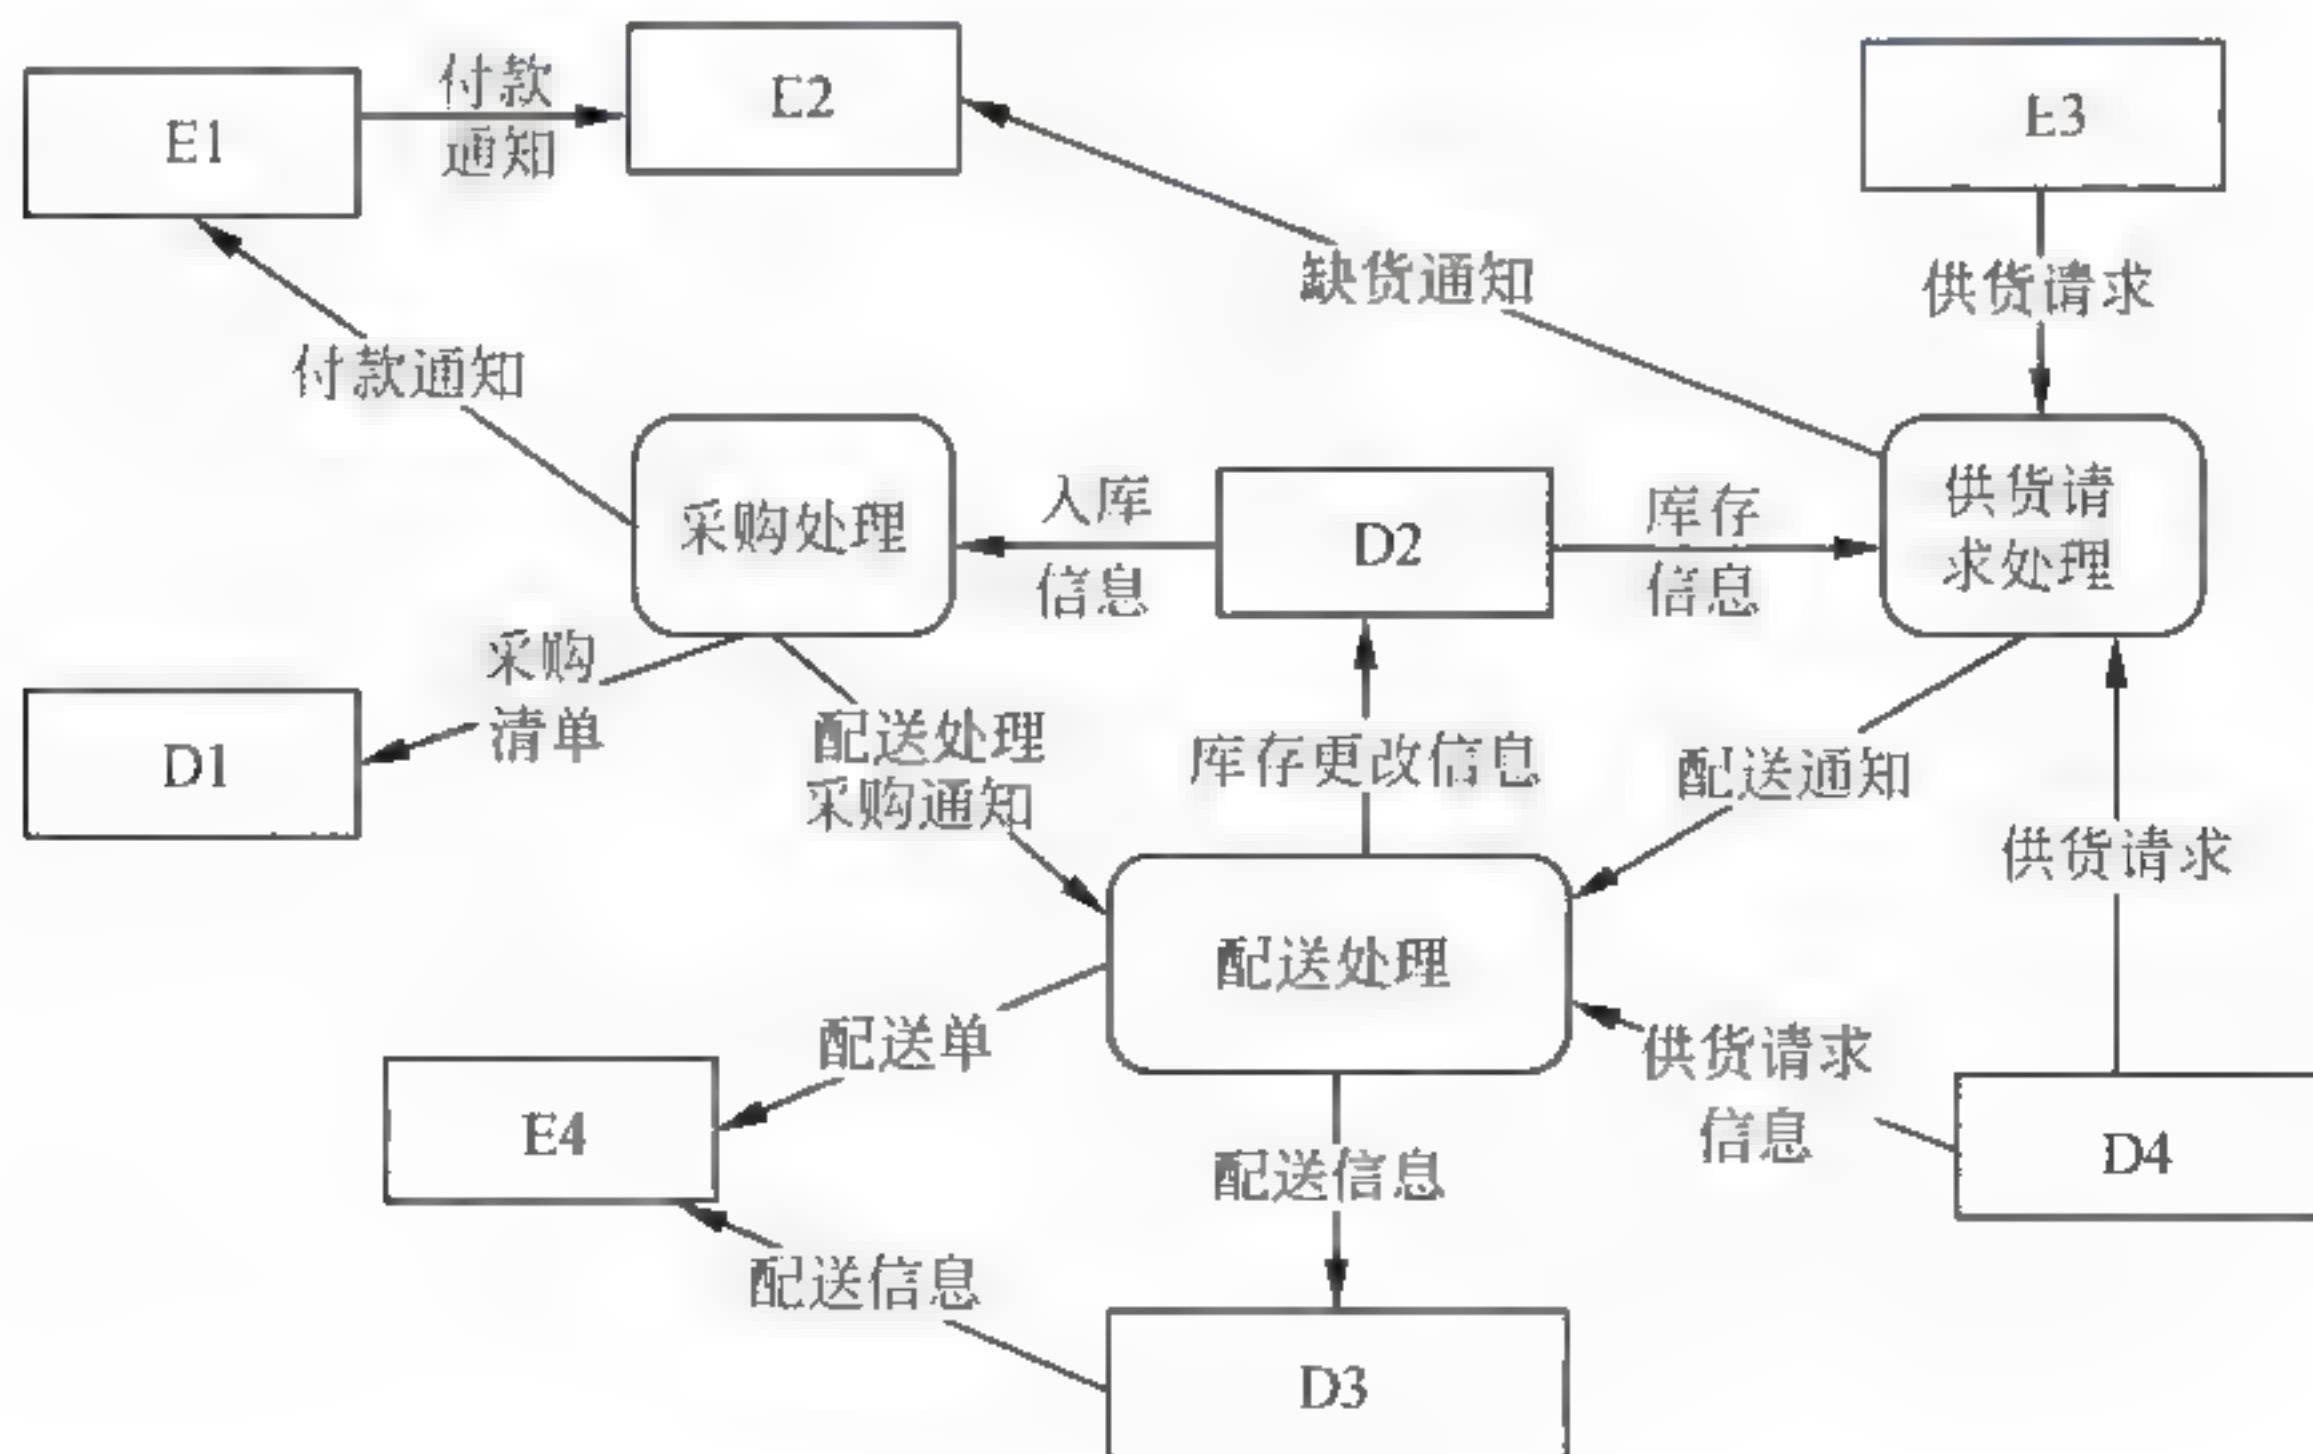 付款
通知
E1
E2
E3
缺货通知
供货请求
付款通知
采购处理
入库
信息
D2
库存
信息
供货请
求处理
采购
清单
D1
配送处理
采购通知
库存更改信息
配送通知
供货请求
配送处理
配送单
E4
供货请求
信息
D4
配送信息
配送信息
D3